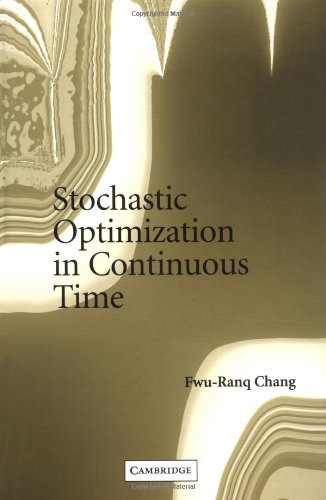 Stochastic
Optimization
in Continuous
Time
Fwu-Ranq Chang
CAMBRIDGE